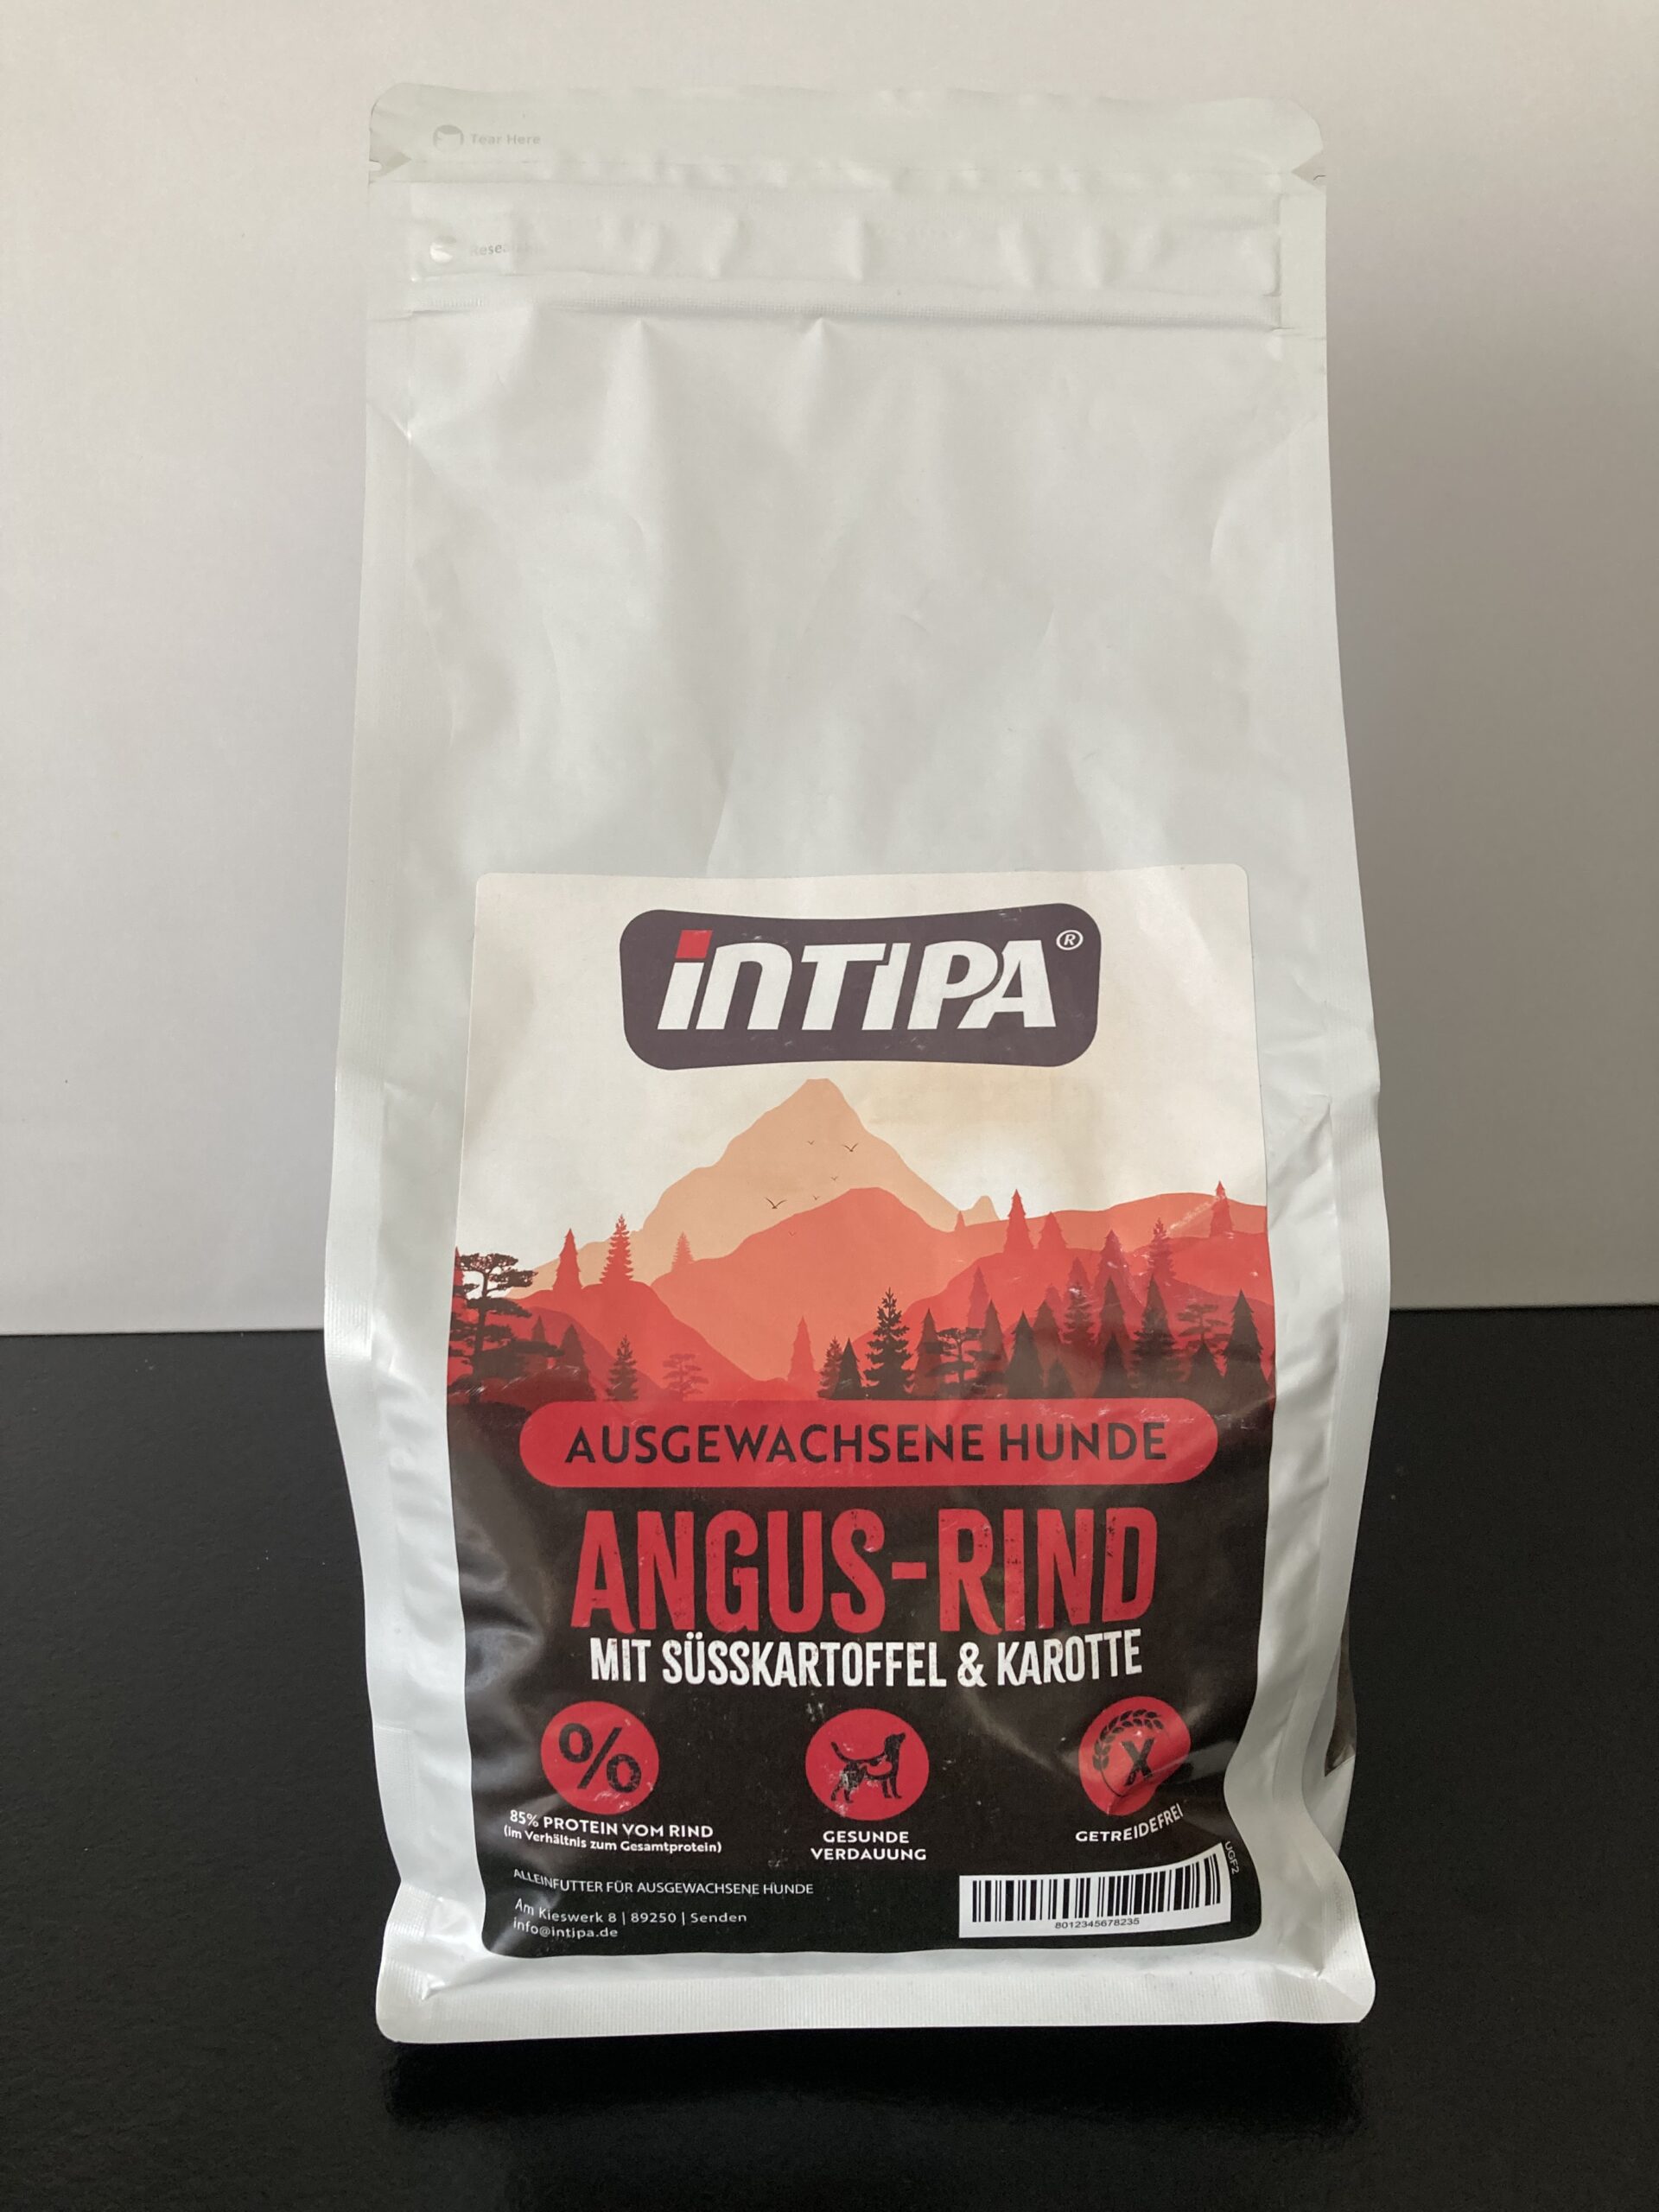 Tear Here
iNTIPA®
AUSGEWACHSENE HUNDE
ANGUS-RIND
MIT SÜSSKARTOFFEL & KAROTTE
%
X
85% PROTEIN VOM RIND
(im Verhältnis zum Gesamtprotein)
GESUNDE
VERDAUUNG
GETREIDEFREI
ALLEINFUTTER FÜR AUSGEWACHSENE HUNDE
Am Kieswerk 8 | 89250 | Senden
info@intipa.de
UGF2
8012345678235